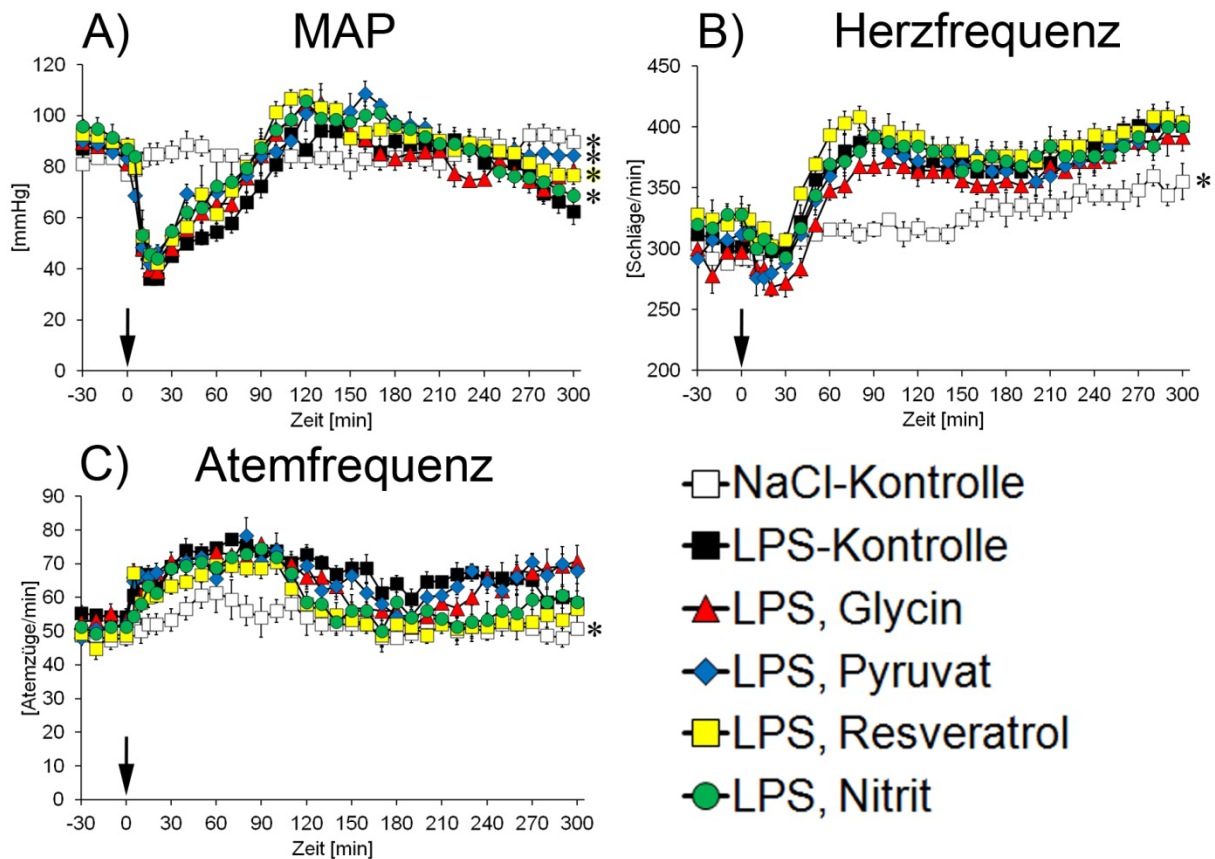 A) MAP
[mmHg]
120
100
80
60
40
20
0
-30 0 30 60 90 120 150 180 210 240 270 300
Zeit [min]
*
*
*
*
B) Herzfrequenz
[Schläge/min]
450
400
350
300
250
200
-30 0 30 60 90 120 150 180 210 240 270 300
Zeit [min]
*
C) Atemfrequenz
[Atemzüge/min]
90
80
70
60
50
40
30
20
10
0
-30 0 30 60 90 120 150 180 210 240 270 300
Zeit [min]
*
NaCl-Kontrolle
LPS-Kontrolle
LPS, Glycin
LPS, Pyruvat
LPS, Resveratrol
LPS, Nitrit